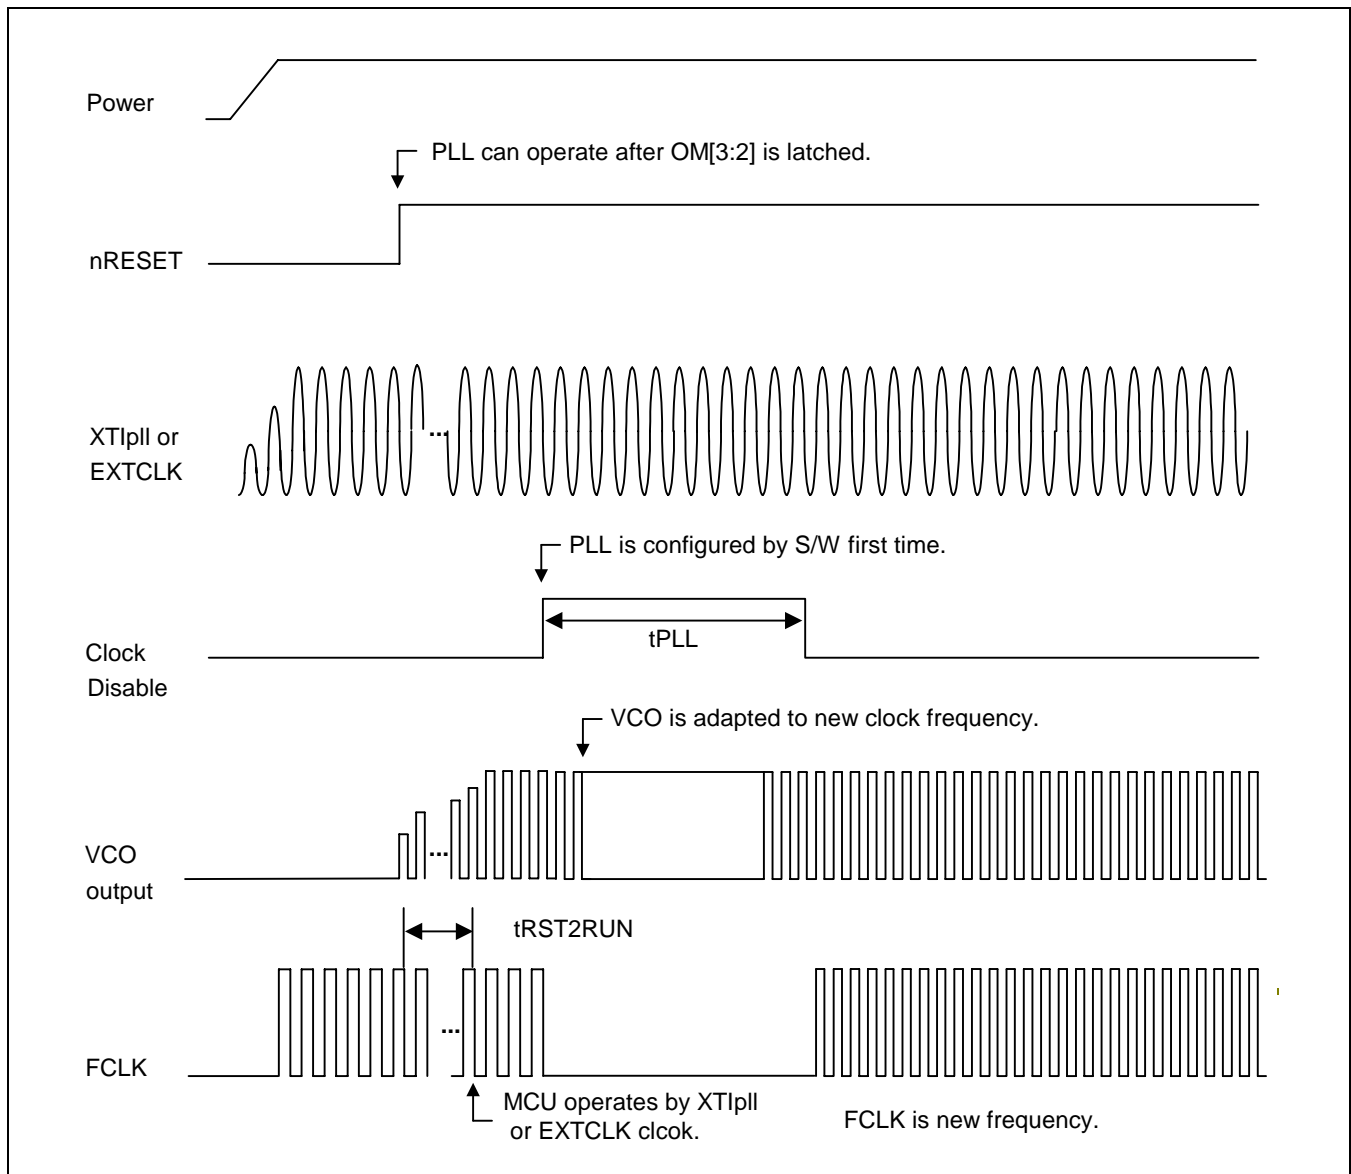 Power
PLL can operate after OM[3:2] is latched.
nRESET
XTIpll or
EXTCLK
...
PLL is configured by S/W first time.
tPLL
Clock
Disable
VCO is adapted to new clock frequency.
VCO
output
...
tRST2RUN
...
FCLK
MCU operates by XTIpll
or EXTCLK clcok.
FCLK is new frequency.